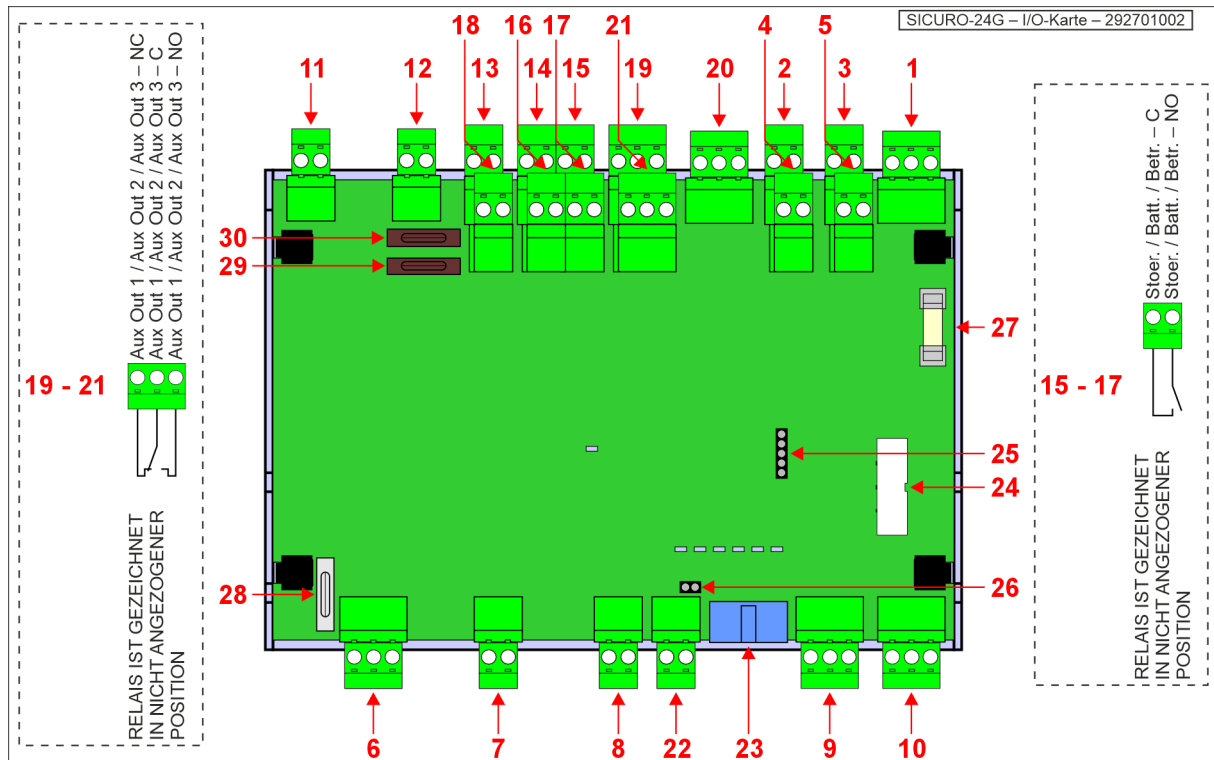 SICURO-24G – I/O-Karte – 292701002
18
16
17
21
4
5
11
12
13
14
15
19
20
2
3
1
Aux Out 1 / Aux Out 2 / Aux Out 3 – NC
Aux Out 1 / Aux Out 2 / Aux Out 3 – C
Aux Out 1 / Aux Out 2 / Aux Out 3 – NO
19 - 21
RELAIS IST GEZEICHNET
IN NICHT ANGEZOGENER
POSITION
30
29
28
Stoer. / Batt. / Betr. – C
Stoer. / Batt. / Betr. – NO
15 - 17
RELAIS IST GEZEICHNET
IN NICHT ANGEZOGENER
POSITION
27
25
24
26
6
7
8
22
23
9
10